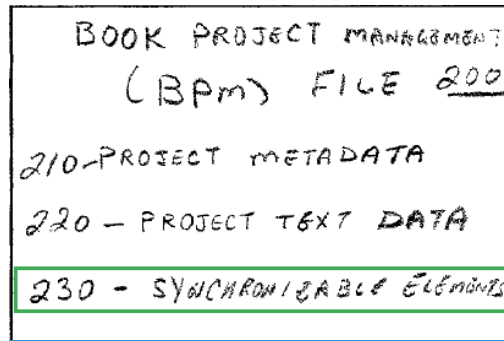 BOOK PROJECT MANAGEMENT
(BPM) FILE 200
210-PROJECT METADATA
220 - PROJECT TEXT DATA
230 - SYNCHRONIZABLE ELEMENTS